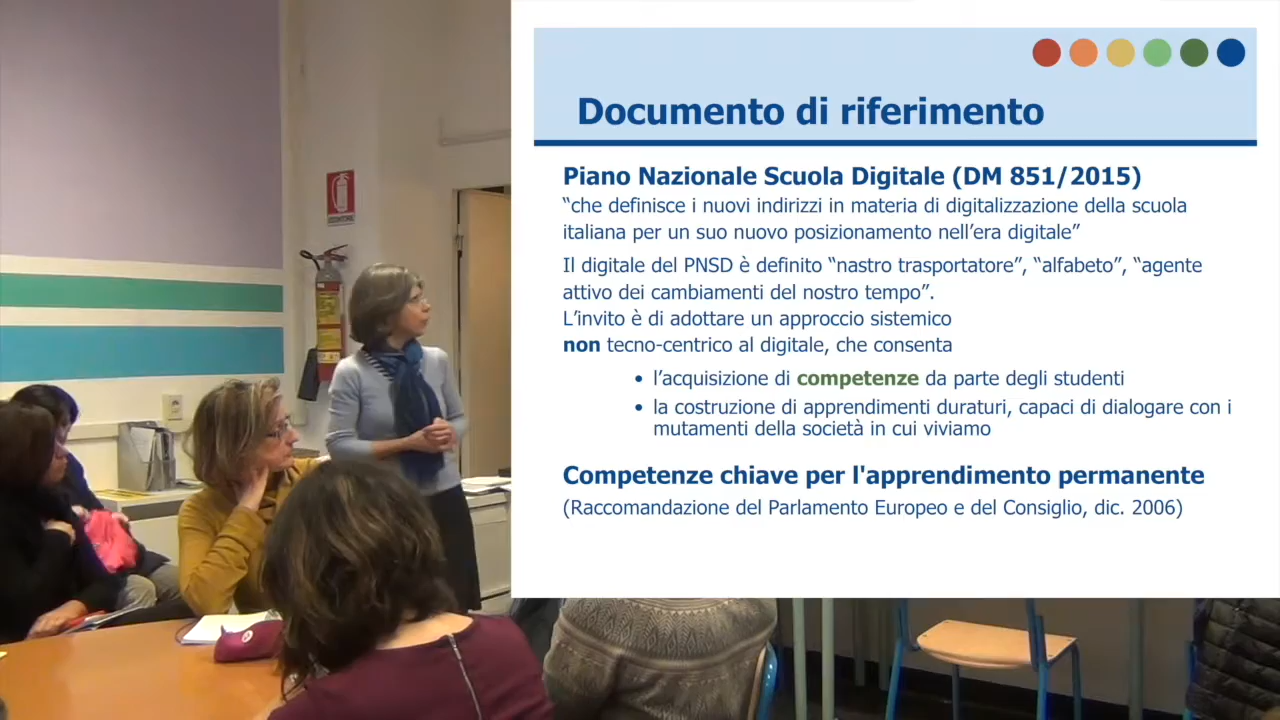 Documento di riferimento
Piano Nazionale Scuola Digitale (DM 851/2015)
“che definisce i nuovi indirizzi in materia di digitalizzazione della scuola
italiana per un suo nuovo posizionamento nell’era digitale”
Il digitale del PNSD è definito “nastro trasportatore”, “alfabeto”, “agente
attivo dei cambiamenti del nostro tempo”.
L’invito è di adottare un approccio sistemico
non tecno-centrico al digitale, che consenta
• l’acquisizione di competenze da parte degli studenti
• la costruzione di apprendimenti duraturi, capaci di dialogare con i
mutamenti della società in cui viviamo
Competenze chiave per l'apprendimento permanente
(Raccomandazione del Parlamento Europeo e del Consiglio, dic. 2006)